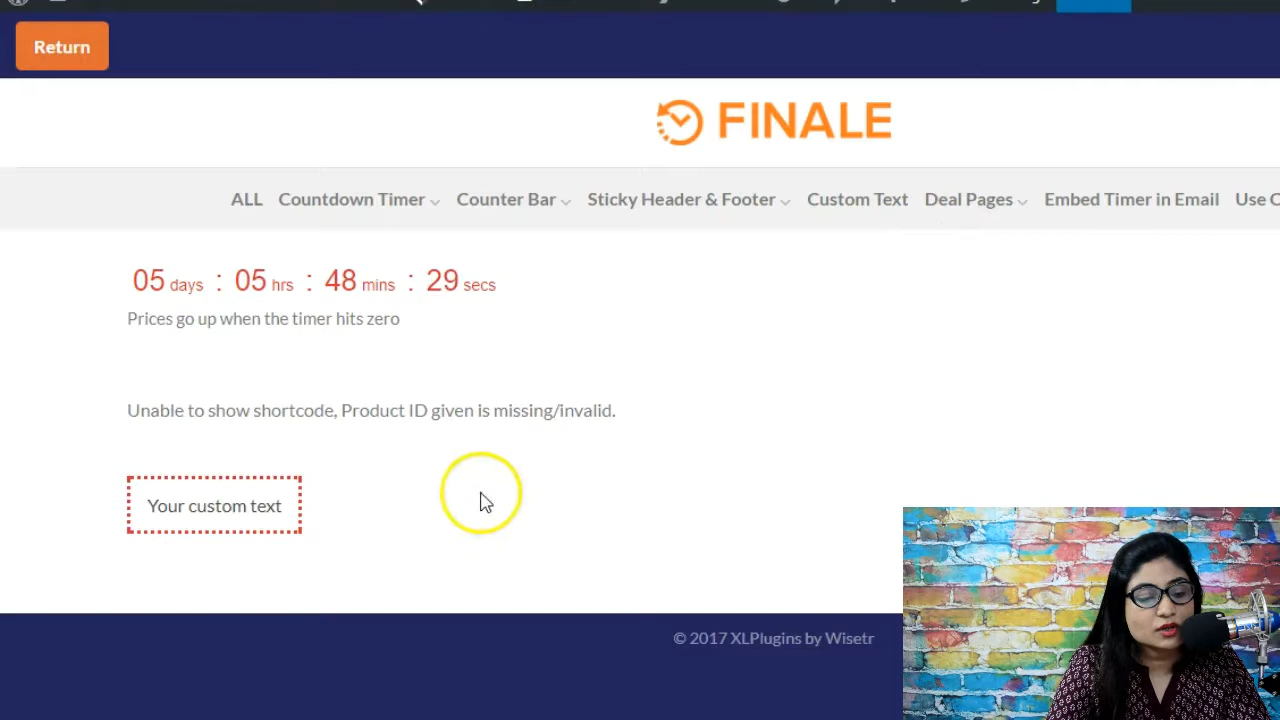 Return
FINALE
ALL Countdown Timer Counter Bar Sticky Header & Footer Custom Text Deal Pages Embed Timer in Email Use
05 days : 05 hrs : 48 mins : 29 secs
Prices go up when the timer hits zero
Unable to show shortcode, Product ID given is missing/invalid.
Your custom text
© 2017 XLPlugins by Wisetr